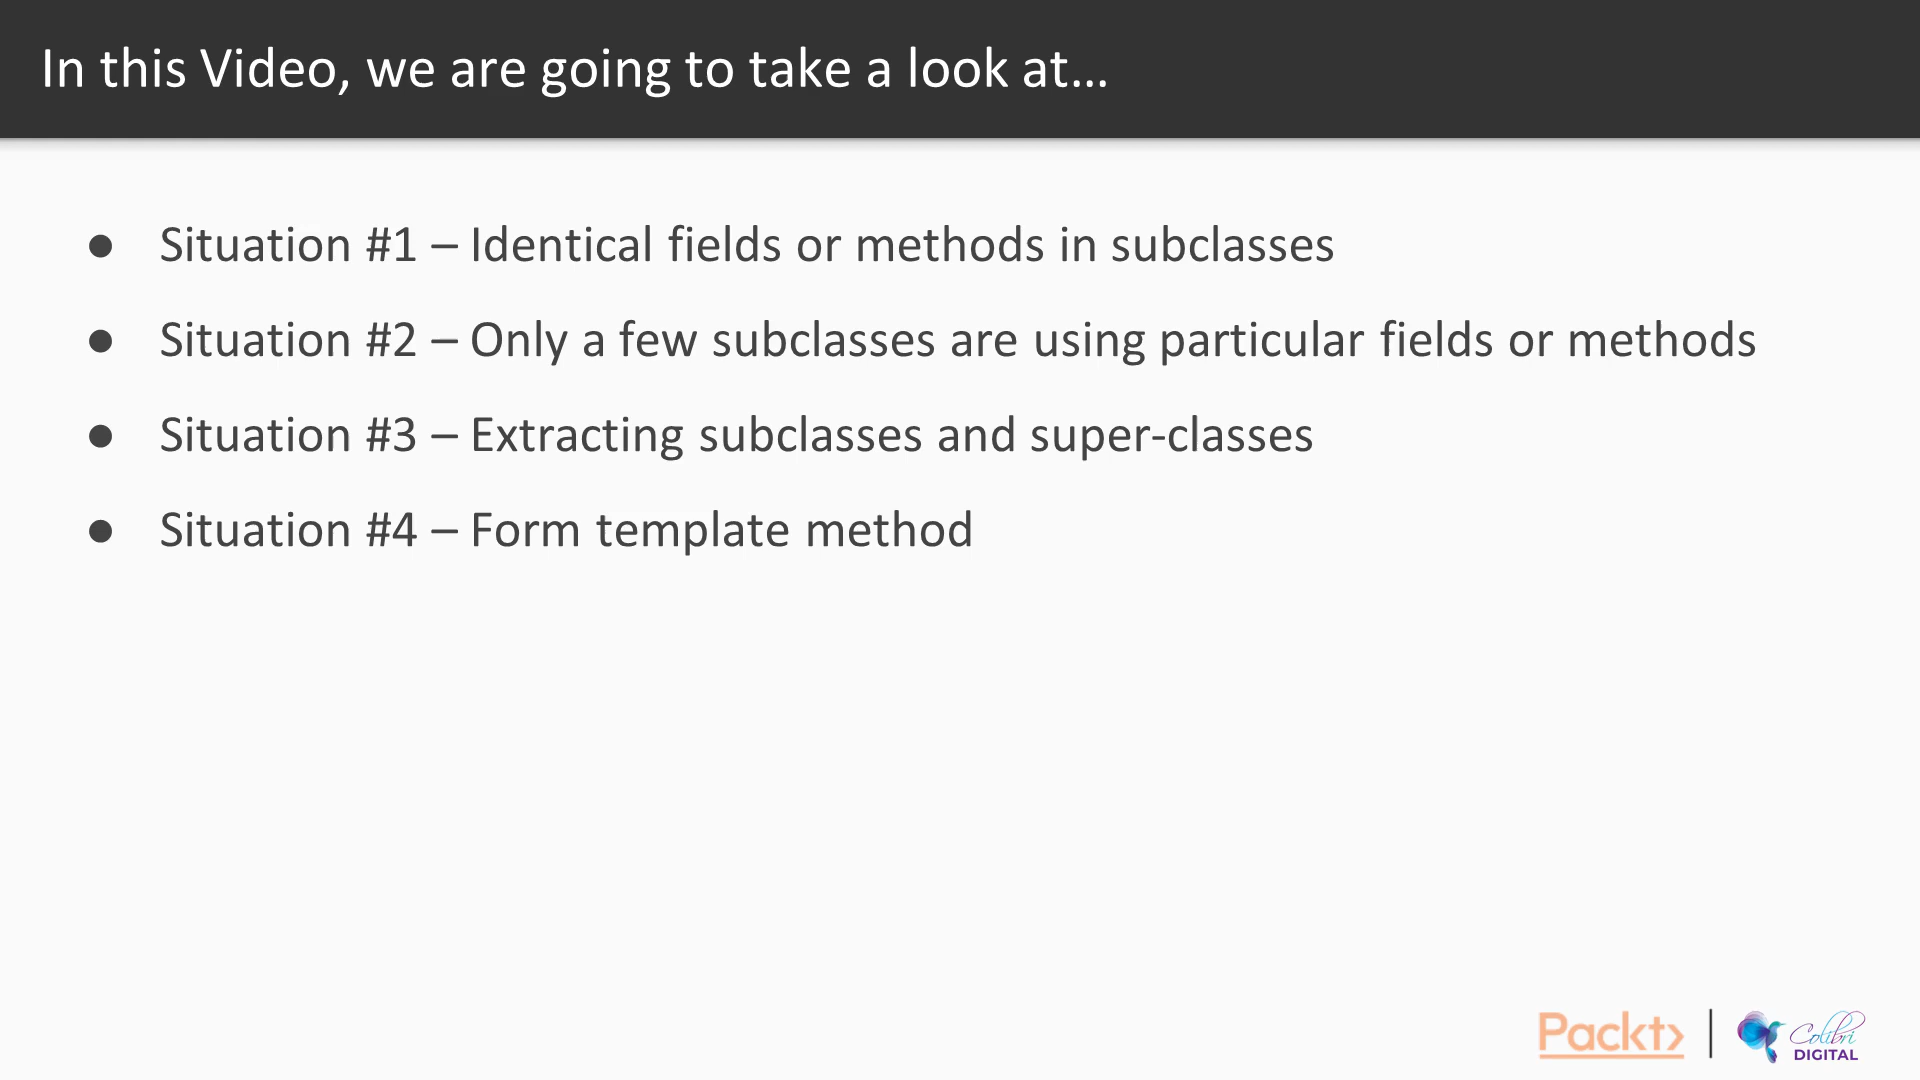 In this Video, we are going to take a look at...
● Situation #1 – Identical fields or methods in subclasses
● Situation #2 – Only a few subclasses are using particular fields or methods
● Situation #3 – Extracting subclasses and super-classes
● Situation #4 – Form template method
Packt> | Colibri DIGITAL